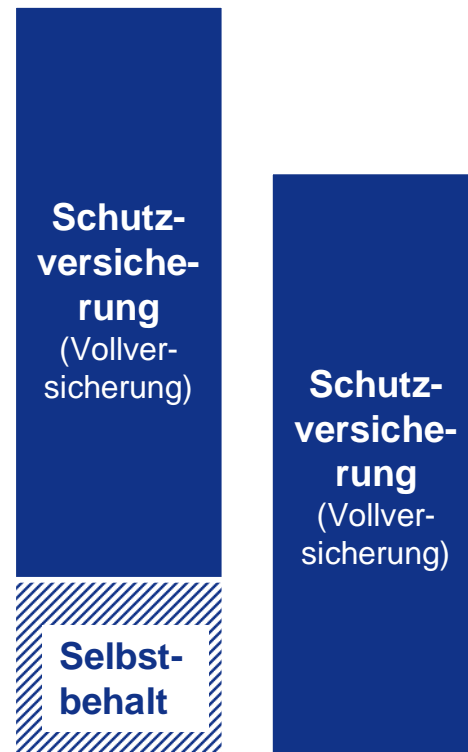 Schutz-
versiche-
rung
(Vollver-
sicherung)
Selbst-
behalt
Schutz-
versiche-
rung
(Vollver-
sicherung)